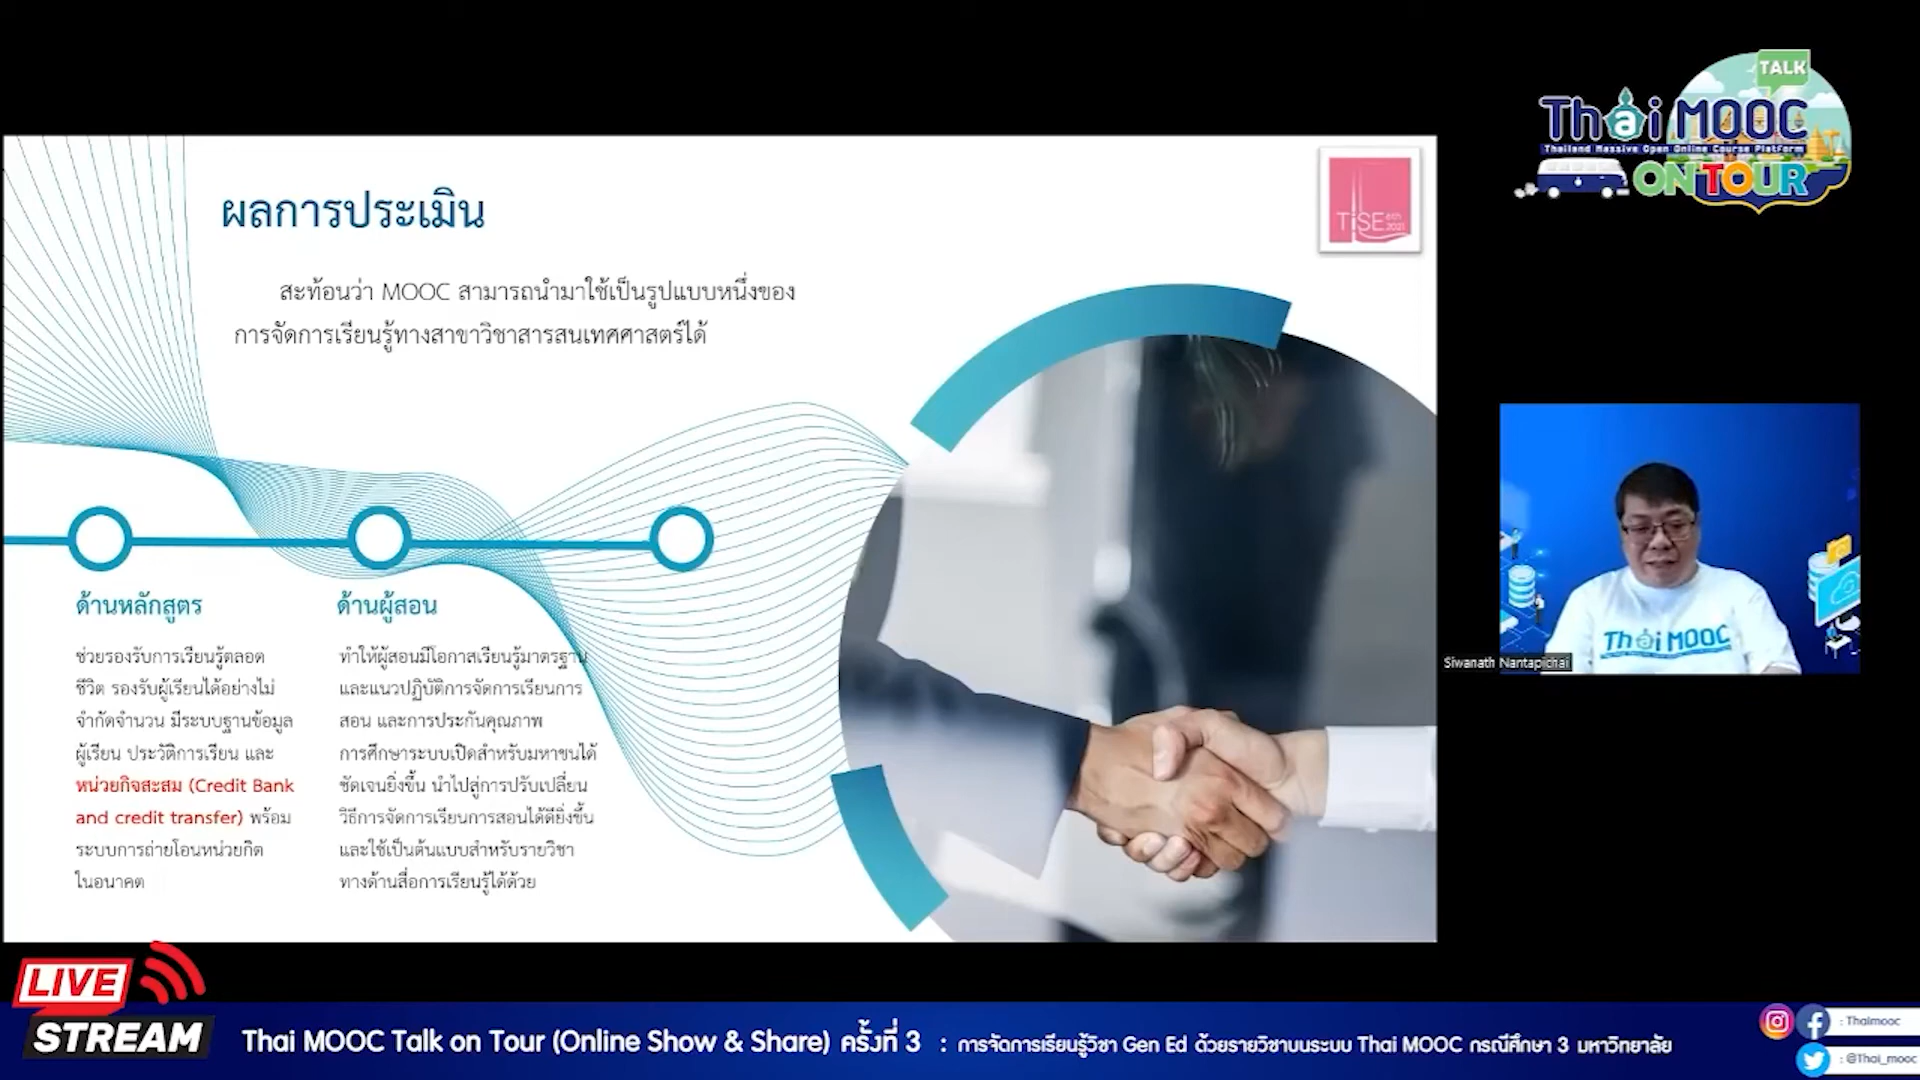 TALK
Thai MOOC
Thailand Massive Open Online Course Platform
ON TOUR
ผลการประเมิน
TiSE 6th 2021
สะท้อนว่า MOOC สามารถนำมาใช้เป็นรูปแบบหนึ่งของ
การจัดการเรียนรู้ทางสาขาวิชาสารสนเทศศาสตร์ได้
ด้านหลักสูตร
ช่วยรองรับการเรียนรู้ตลอด
ชีวิต รองรับผู้เรียนได้อย่างไม่
จำกัดจำนวน มีระบบฐานข้อมูล
ผู้เรียน ประวัติการเรียน และ
หน่วยกิจสะสม (Credit Bank
and credit transfer) พร้อม
ระบบการถ่ายโอนหน่วยกิต
ในอนาคต
ด้านผู้สอน
ทำให้ผู้สอนมีโอกาสเรียนรู้มาตรฐาน
และแนวปฏิบัติการจัดการเรียนการ
สอน และการประกันคุณภาพ
การศึกษาระบบเปิดสำหรับมหาชนได้
ชัดเจนยิ่งขึ้น นำไปสู่การปรับเปลี่ยน
วิธีการจัดการเรียนการสอนได้ดียิ่งขึ้น
และใช้เป็นต้นแบบสำหรับรายวิชา
ทางด้านสื่อการเรียนรู้ได้ด้วย
Thai MOOC
Siwanath Nantapichai
LIVE
STREAM
Thai MOOC Talk on Tour (Online Show & Share) ครั้งที่ 3 : การจัดการเรียนรู้วิชา Gen Ed ด้วยรายวิชาบนระบบ Thai MOOC กรณีศึกษา 3 มหาวิทยาลัย
: Thaimooc
: @Thai_mooc